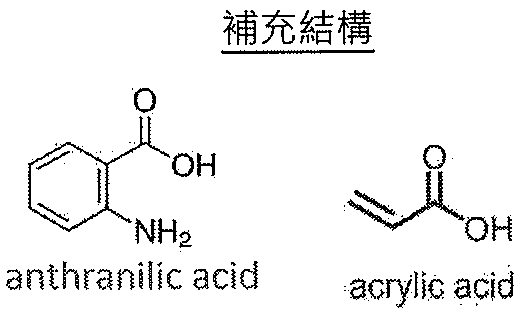 補充結構
O
OH
NH2
anthranilic acid
O
OH
acrylic acid